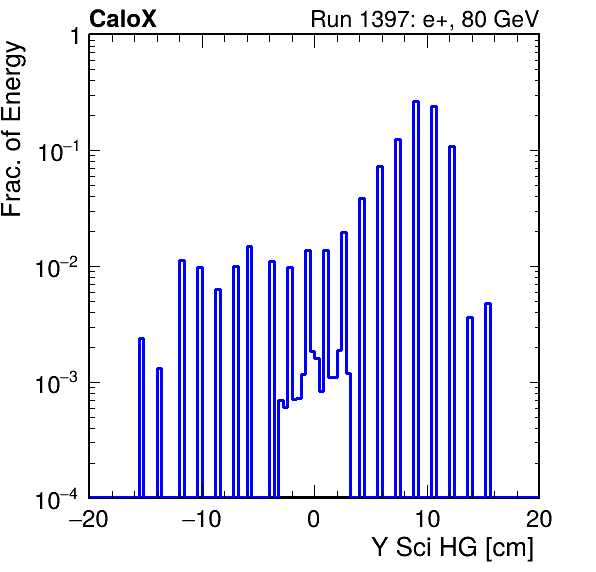 CaloX Run 1397: e+, 80 GeV
Frac. of Energy
1
10⁻¹
10⁻²
10⁻³
10⁻⁴
−20 −10 0 10 20
Y Sci HG [cm]